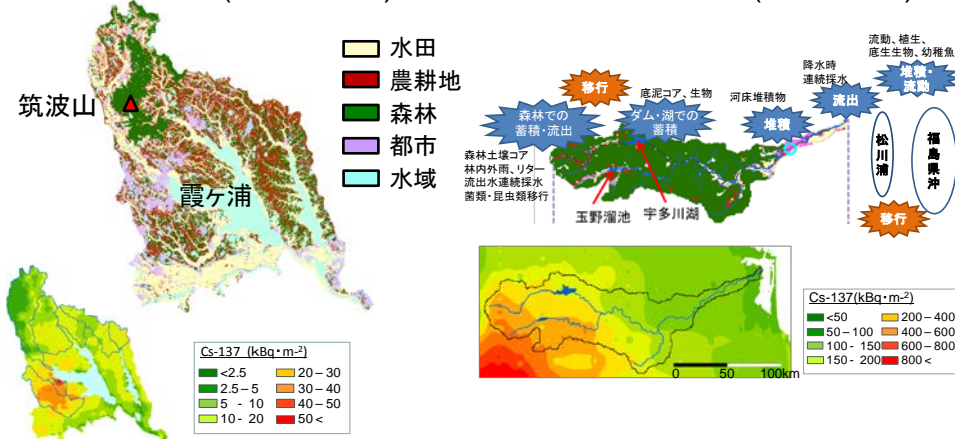 水田
農耕地
森林
都市
水域
筑波山
霞ヶ浦
Cs-137 (kBq・m-2)
<2.5
2.5－5
5 - 10
10 - 20
20－30
30－40
40－50
50 <
移行
森林での
蓄積・流出
底泥コア、生物
ダム・湖での
蓄積
河床堆積物
堆積
降水時
連続採水
流出
流動、植生、
底生生物、幼稚魚
堆積・
流動
森林土壌コア
林内外雨、リター
流出水連続採水
菌類・昆虫類移行
玉野溜池
宇多川湖
松川浦
福島県沖
移行
0
50
100km
Cs-137(kBq・m-2)
<50
50－100
100 - 150
150 - 200
200－400
400－600
600－800
800 <